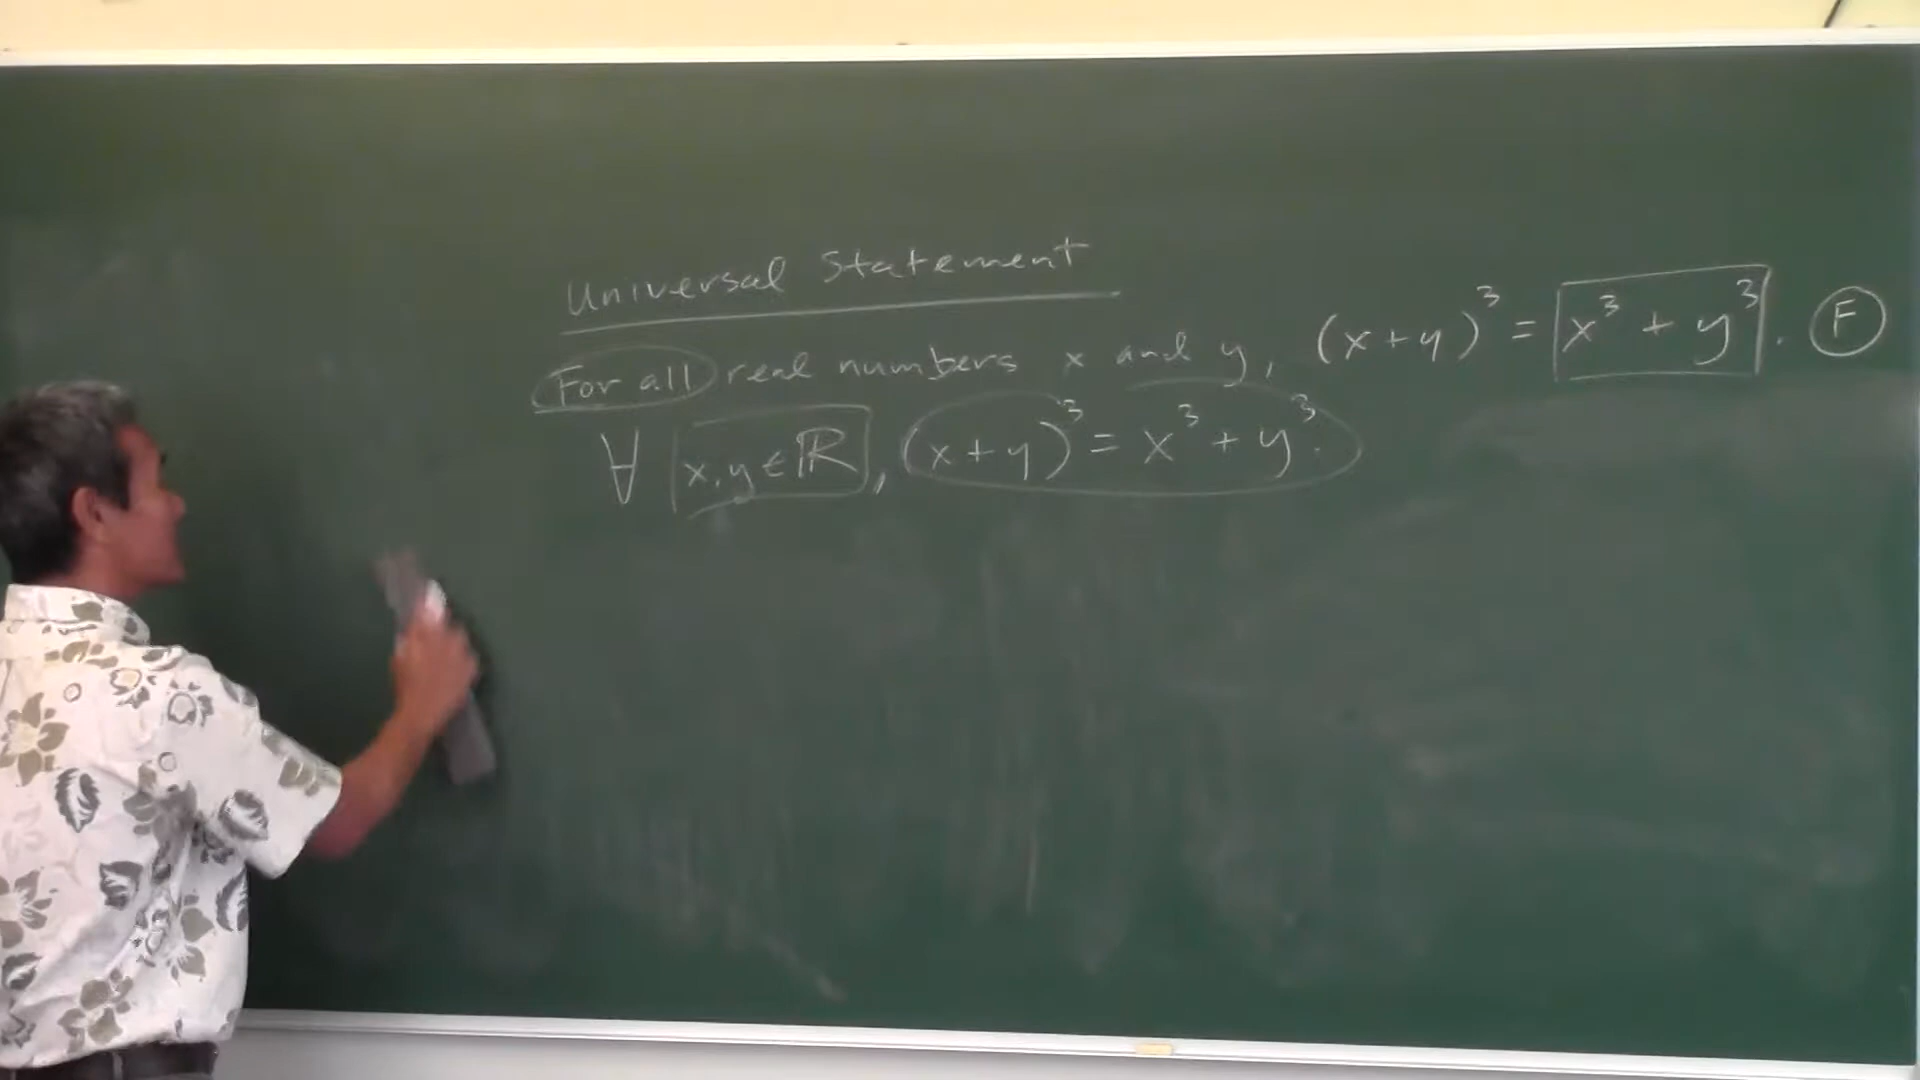 Universal Statement
For all real numbers x and y, (x+y)³ = x³ + y³. F
∀ x,y ∈ ℝ, (x+y)³ = x³ + y³.